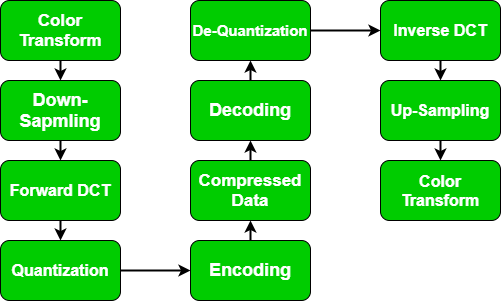 Color
Transform
Down-
Sapmling
Forward DCT
Quantization
Encoding
Compressed
Data
Decoding
De-Quantization
Inverse DCT
Up-Sampling
Color
Transform